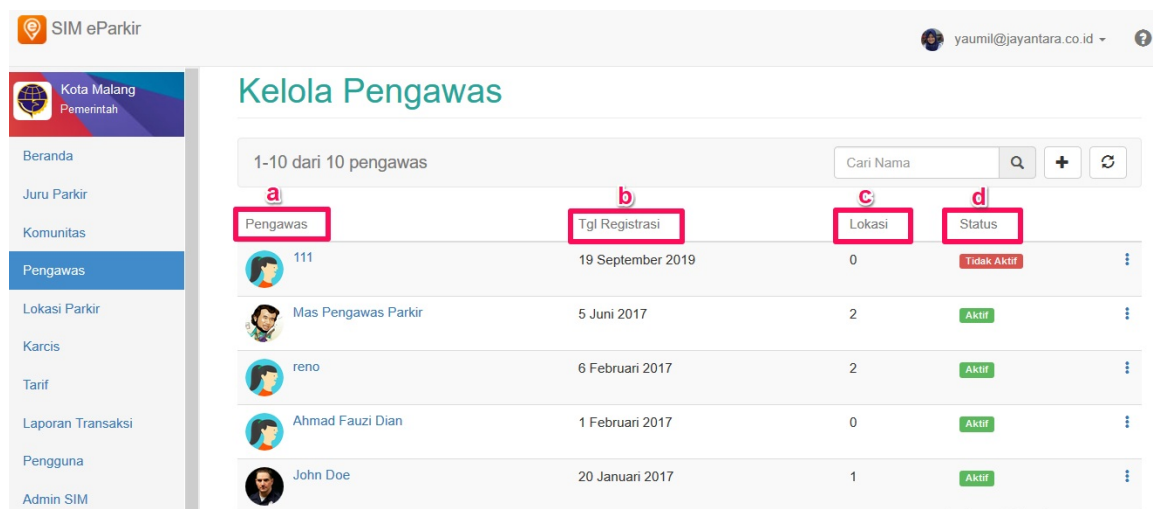 SIM eParkir
yaumil@jayantara.co.id
Kota Malang
Pemerintah
Beranda
Juru Parkir
Komunitas
Pengawas
Lokasi Parkir
Karcis
Tarif
Laporan Transaksi
Pengguna
Admin SIM
Kelola Pengawas
1-10 dari 10 pengawas
Cari Nama
a b c d
Pengawas Tgl Registrasi Lokasi Status
111 19 September 2019 0 Tidak Aktif
Mas Pengawas Parkir 5 Juni 2017 2 Aktif
reno 6 Februari 2017 2 Aktif
Ahmad Fauzi Dian 1 Februari 2017 0 Aktif
John Doe 20 Januari 2017 1 Aktif